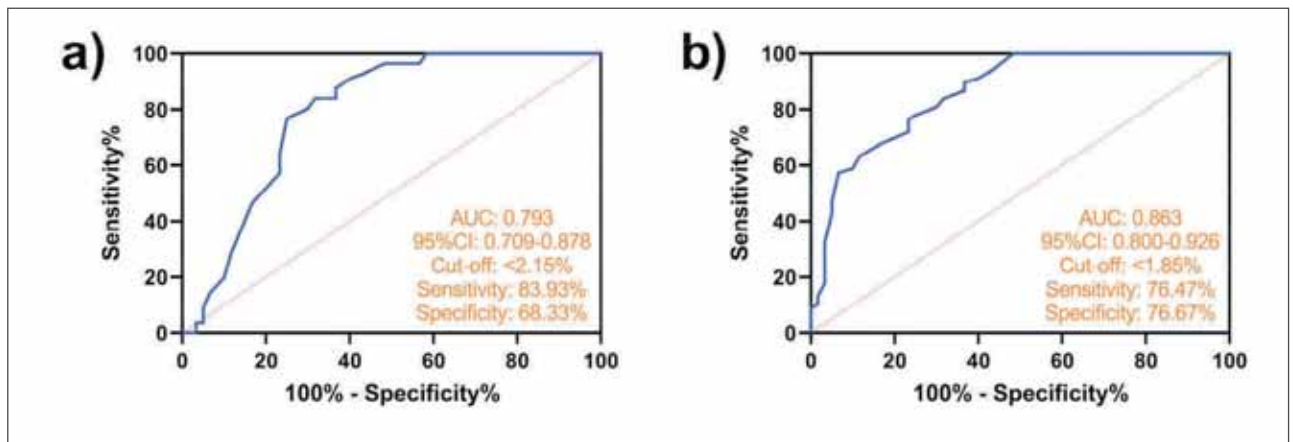 a)
100
80
60
40
20
0
Sensitivity%
AUC: 0.793
95%CI: 0.709-0.878
Cut-off: <2.15%
Sensitivity: 83.93%
Specificity: 68.33%
0 20 40 60 80 100
100% - Specificity%
b)
100
80
60
40
20
0
Sensitivity%
AUC: 0.863
95%CI: 0.800-0.926
Cut-off: <1.85%
Sensitivity: 76.47%
Specificity: 76.67%
0 20 40 60 80 100
100% - Specificity%